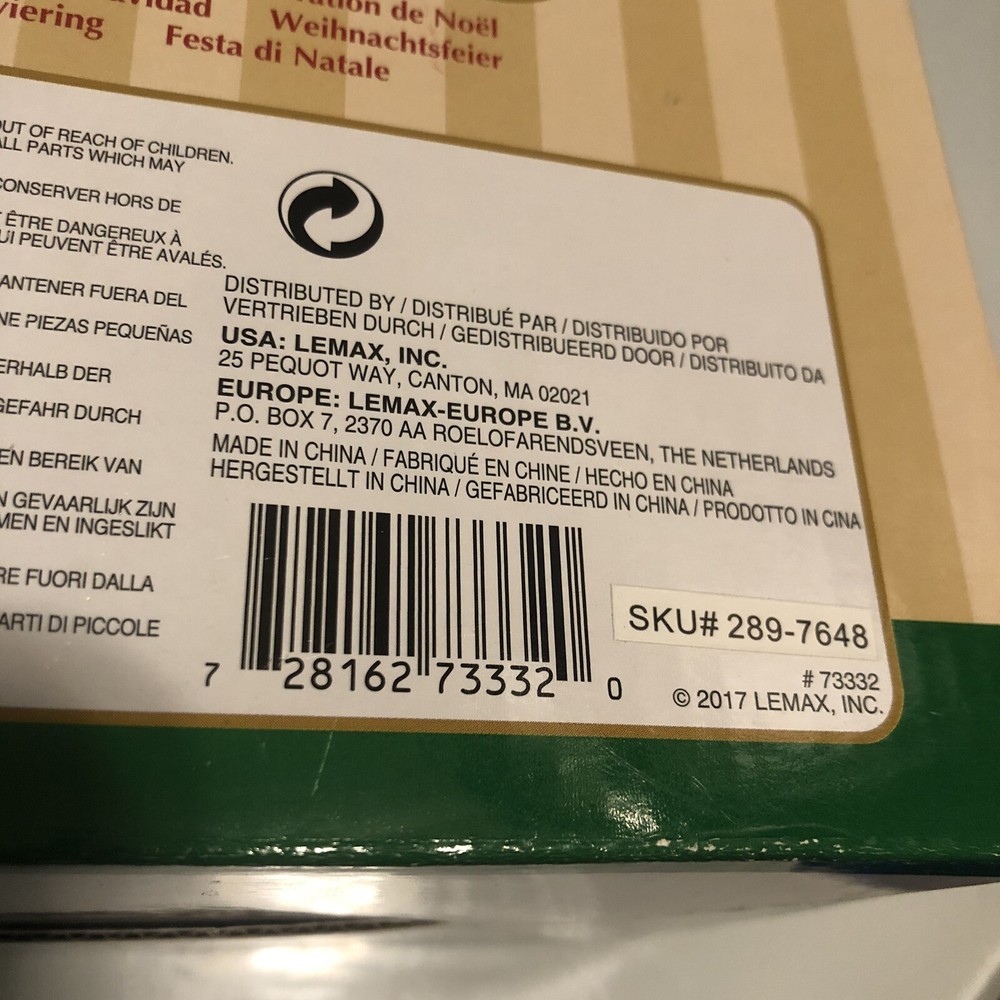 de Noël
Weihnachtsfeier
Festa di Natale
OUT OF REACH OF CHILDREN.
ALL PARTS WHICH MAY
CONSERVER HORS DE
ÊTRE DANGEREUX À
UI PEUVENT ÊTRE AVALÉS.
ANTENER FUERA DEL
NE PIEZAS PEQUEÑAS
ERHALB DER
GEFAHR DURCH
EN BEREIK VAN
N GEVAARLIJK ZIJN
MEN EN INGESLIKT
RE FUORI DALLA
ARTI DI PICCOLE
DISTRIBUTED BY / DISTRIBUÉ PAR / DISTRIBUIDO POR
VERTRIEBEN DURCH / GEDISTRIBUEERD DOOR / DISTRIBUITO DA
USA: LEMAX, INC.
25 PEQUOT WAY, CANTON, MA 02021
EUROPE: LEMAX-EUROPE B.V.
P.O. BOX 7, 2370 AA ROELOFARENDSVEEN, THE NETHERLANDS
MADE IN CHINA / FABRIQUÉ EN CHINE / HECHO EN CHINA
HERGESTELLT IN CHINA / GEFABRICEERD IN CHINA / PRODOTTO IN CINA
7 28162 73332 0
SKU# 289-7648
# 73332
© 2017 LEMAX, INC.